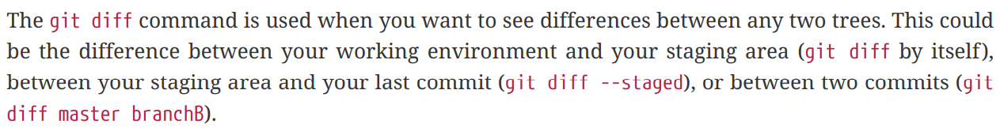 The git diff command is used when you want to see differences between any two trees. This could
be the difference between your working environment and your staging area (git diff by itself),
between your staging area and your last commit (git diff --staged), or between two commits (git
diff master branchB).